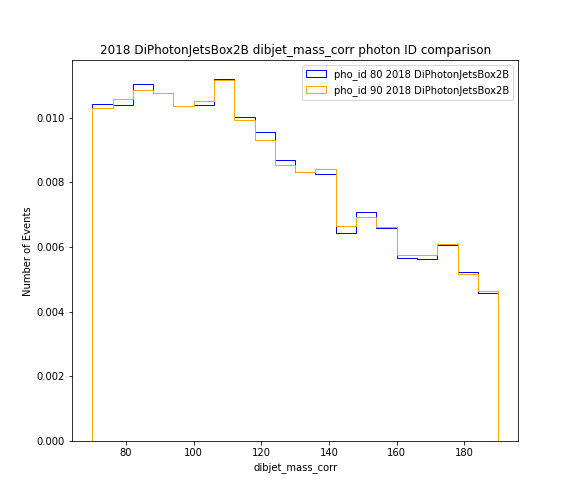 2018 DiPhotonJetsBox2B dibjet_mass_corr photon ID comparison
pho_id 80 2018 DiPhotonJetsBox2B
pho_id 90 2018 DiPhotonJetsBox2B
Number of Events
0.010
0.008
0.006
0.004
0.002
0.000
80
100
120
140
160
180
dibjet_mass_corr